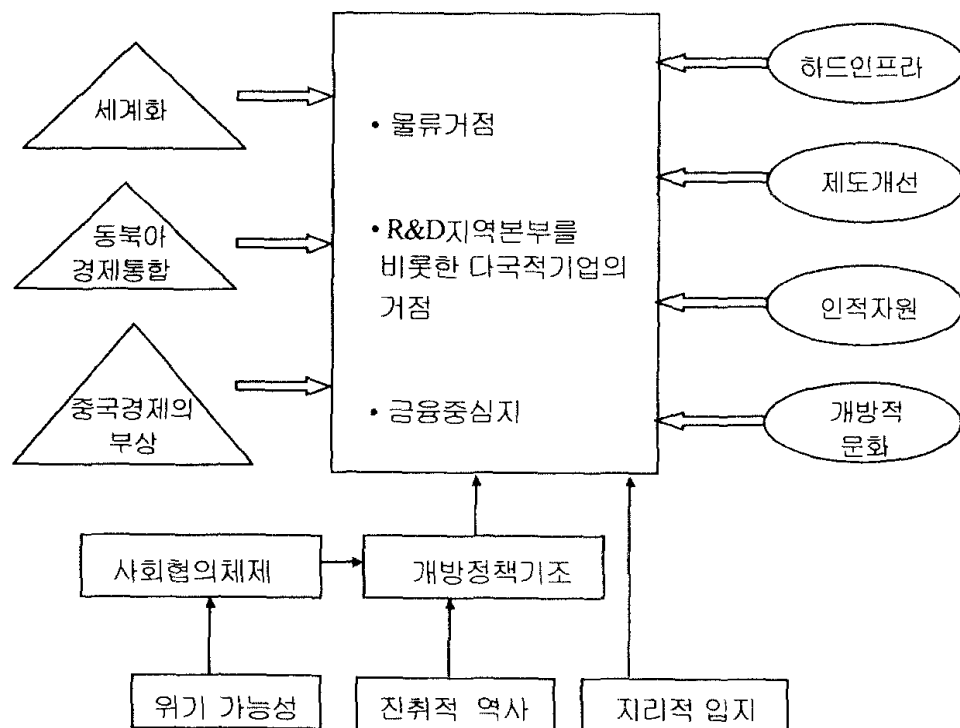 세계화
동북아
경제통합
중국경제의
부상
• 물류거점
• R&D지역본부를
비롯한 다국적기업의
거점
• 금융중심지
하드인프라
제도개선
인적자원
개방적
문화
사회협의체제
개방정책기조
위기 가능성
진취적 역사
지리적 입지